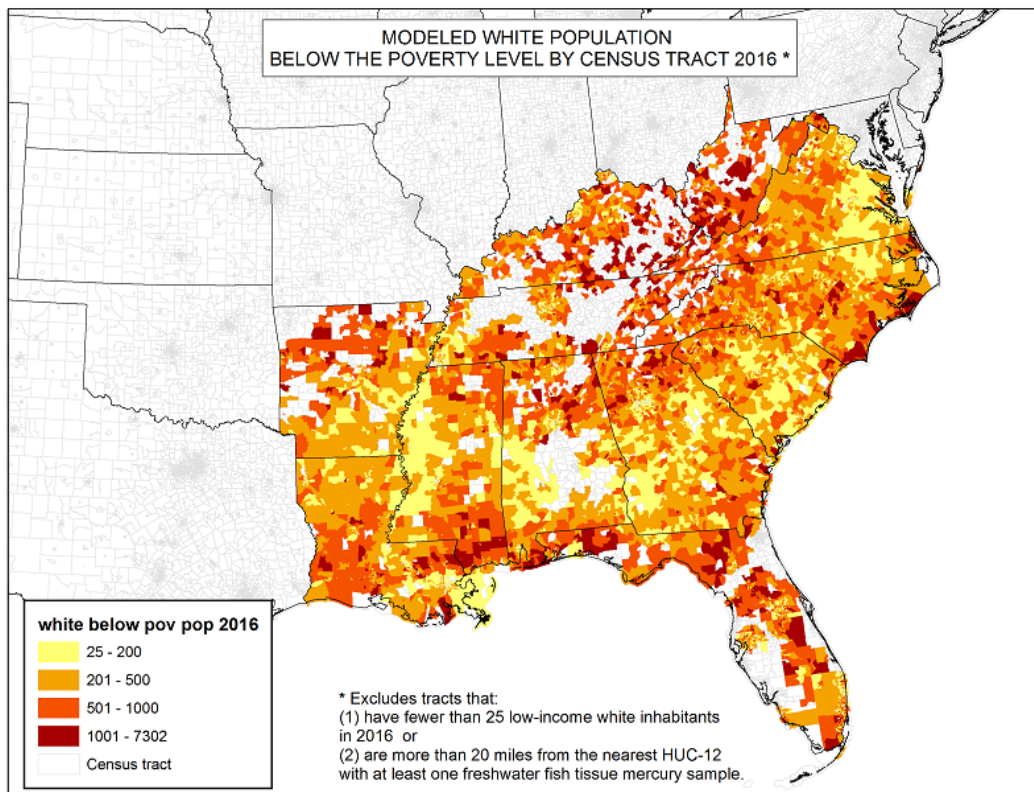 MODELED WHITE POPULATION
BELOW THE POVERTY LEVEL BY CENSUS TRACT 2016 *
white below pov pop 2016
25 - 200
201 - 500
501 - 1000
1001 - 7302
Census tract
* Excludes tracts that:
(1) have fewer than 25 low-income white inhabitants
in 2016 or
(2) are more than 20 miles from the nearest HUC-12
with at least one freshwater fish tissue mercury sample.